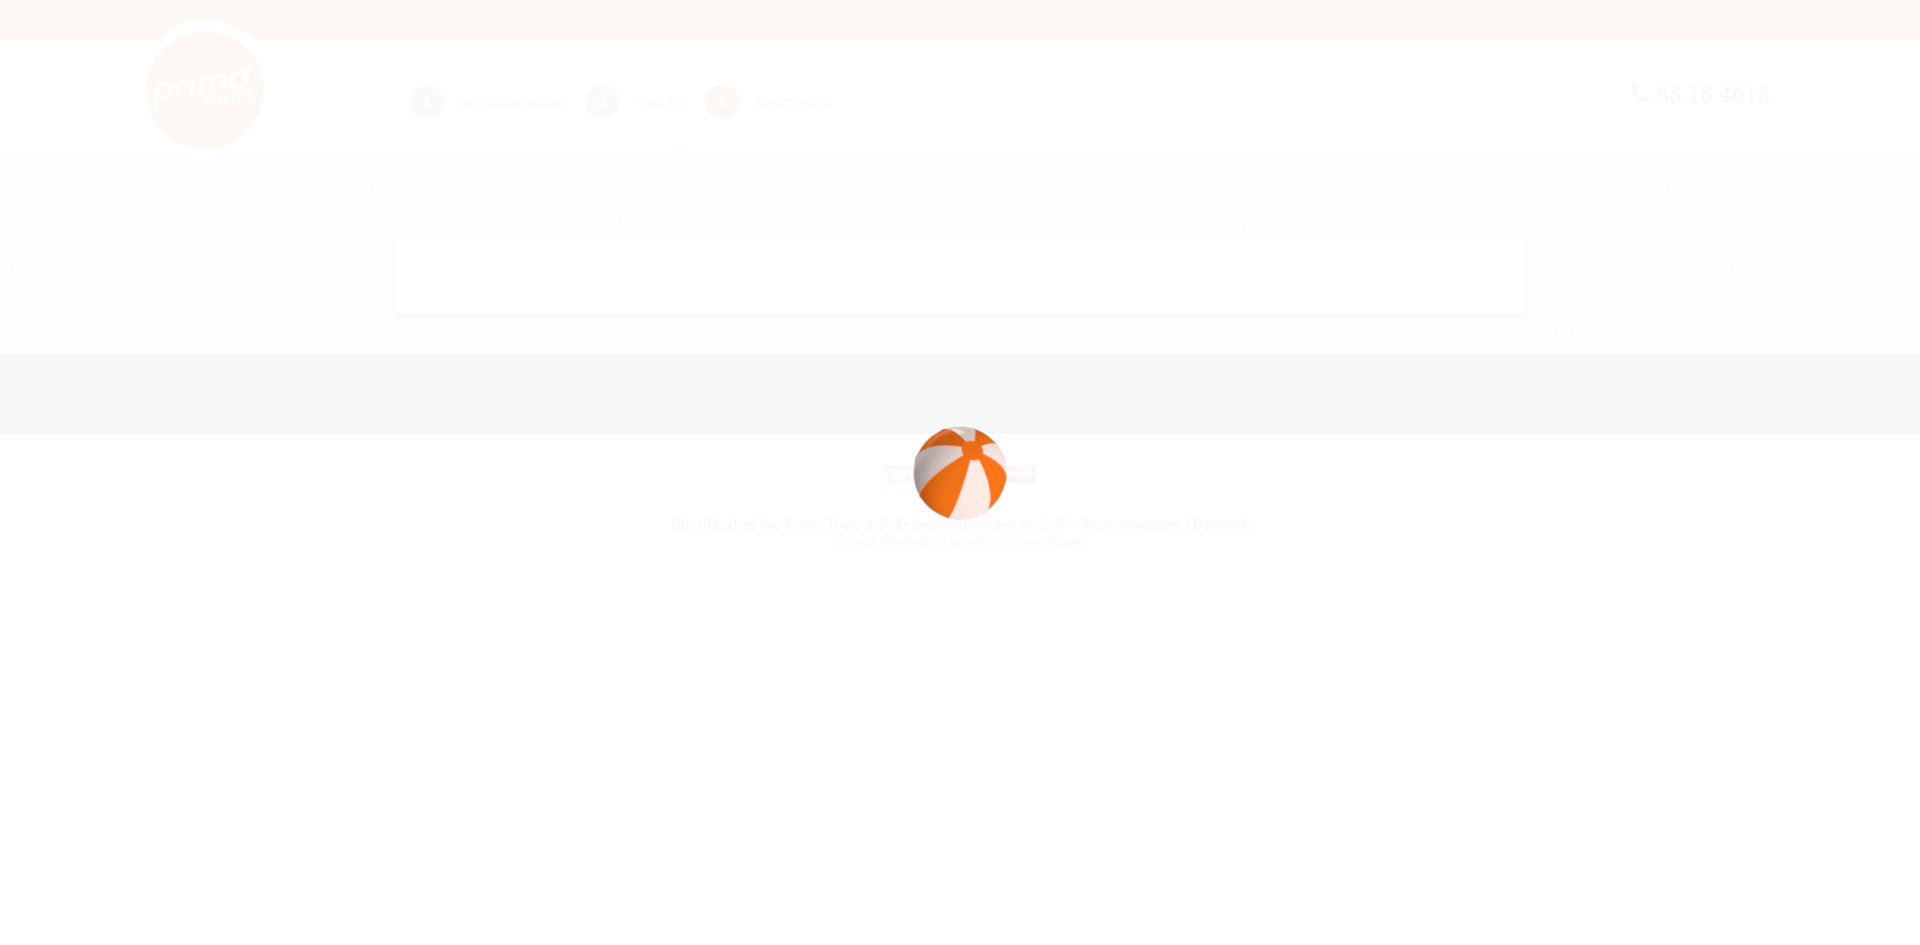 primo
tours
1 REJSEDELTAGERE 2 TILLÆG 3 KVITTERING
88 18 4618
Din sikkerhed hos Primo Tours A/S: Rejsegarantifonden nr. 2187 - Rejsearrangører i Danmark
Vi tager forbehold for tastefejl og prisændringer.